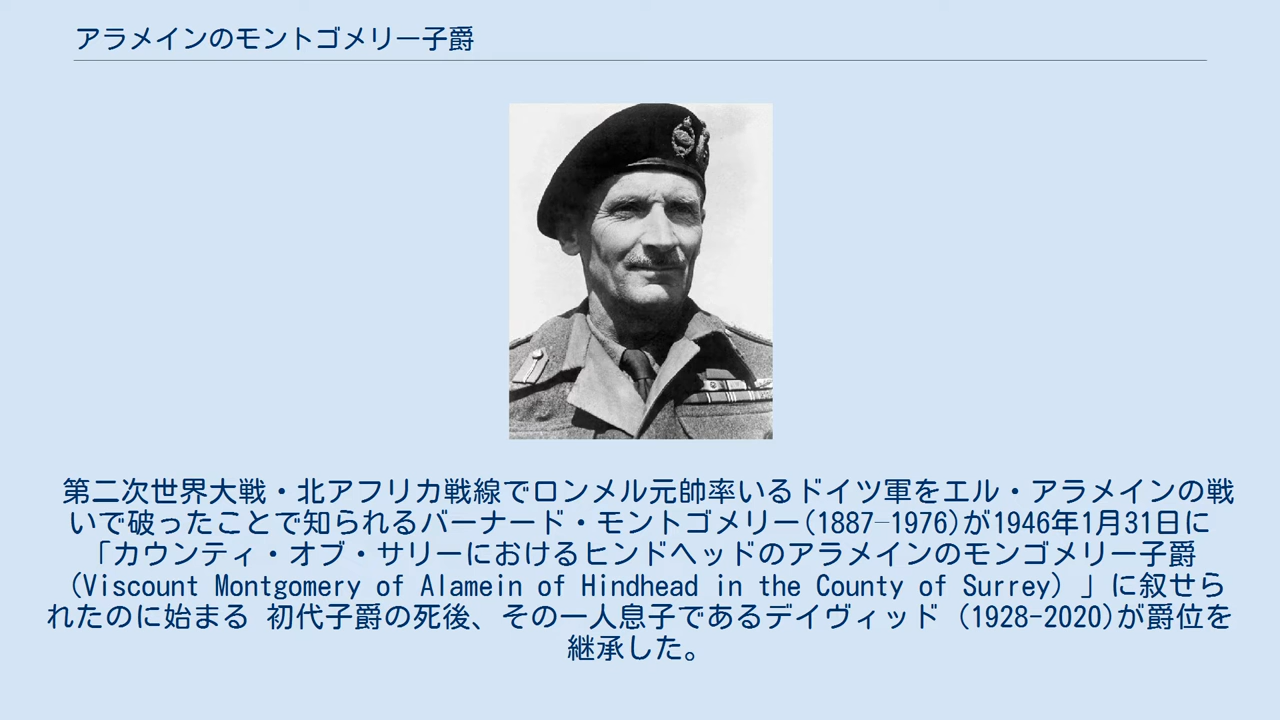 アラメインのモントゴメリー子爵
第二次世界大戦・北アフリカ戦線でロンメル元帥率いるドイツ軍をエル・アラメインの戦
いで破ったことで知られるバーナード・モントゴメリー(1887–1976)が1946年1月31日に
「カウンティ・オブ・サリーにおけるヒンドヘッドのアラメインのモンゴメリー子爵
(Viscount Montgomery of Alamein of Hindhead in the County of Surrey) 」に叙せら
れたのに始まる 初代子爵の死後、その一人息子であるデイヴィッド (1928-2020)が爵位を
継承した。